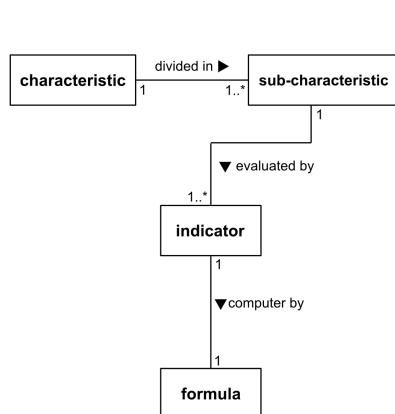 divided in ▶
characteristic
sub-characteristic
1
1..*
1
▼ evaluated by
1..*
indicator
1
▼ computer by
1
formula